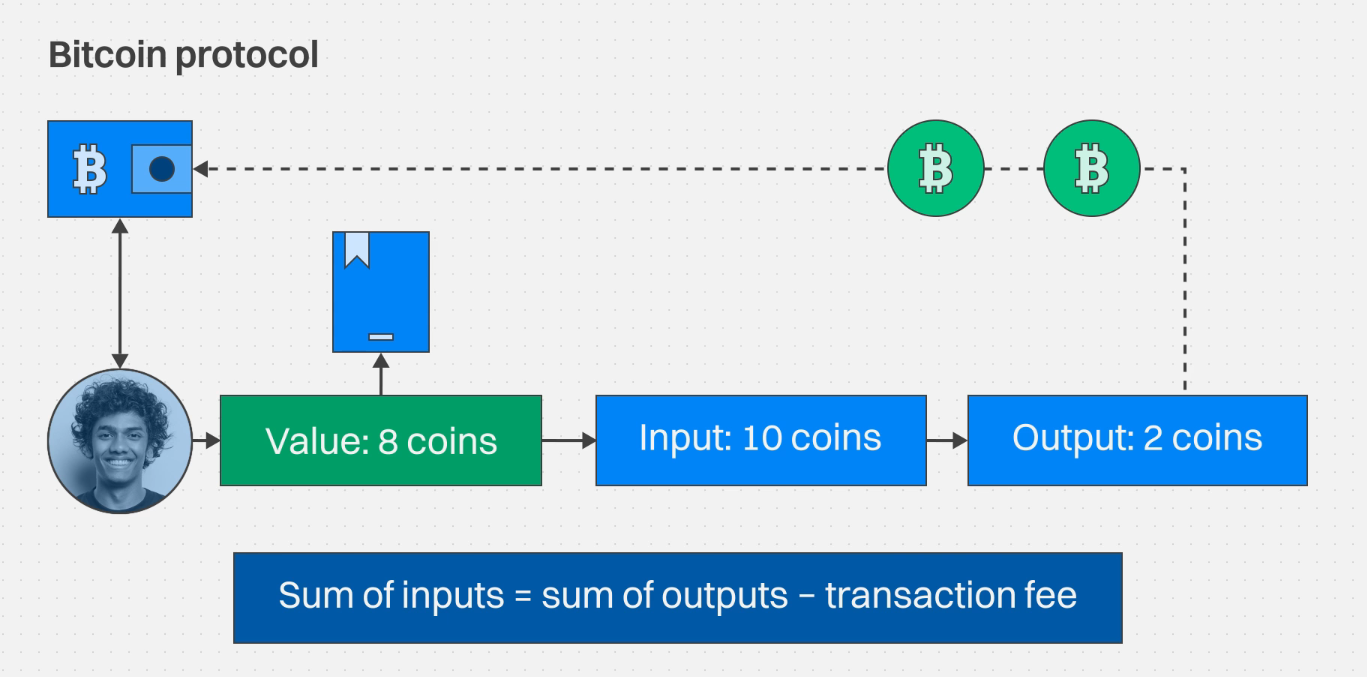 Bitcoin protocol
Value: 8 coins
Input: 10 coins
Output: 2 coins
Sum of inputs = sum of outputs – transaction fee